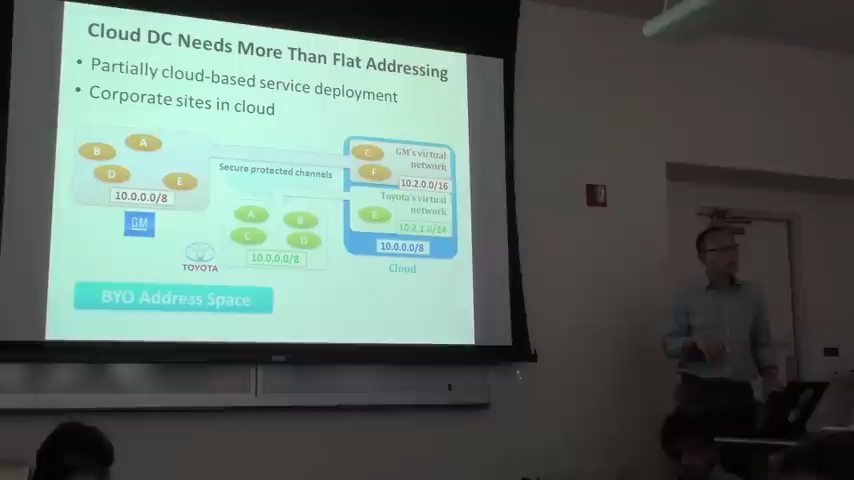 Cloud DC Needs More Than Flat Addressing
• Partially cloud-based service deployment
• Corporate sites in cloud
A
B
D
E
10.0.0.0/8
GM
Secure protected channels
C
GM's virtual
network
F
10.2.0.0/16
Toyota's virtual
network
E
10.2.1.0/24
10.0.0.0/8
Cloud
A
B
C
D
10.0.0.0/8
TOYOTA
BYO Address Space